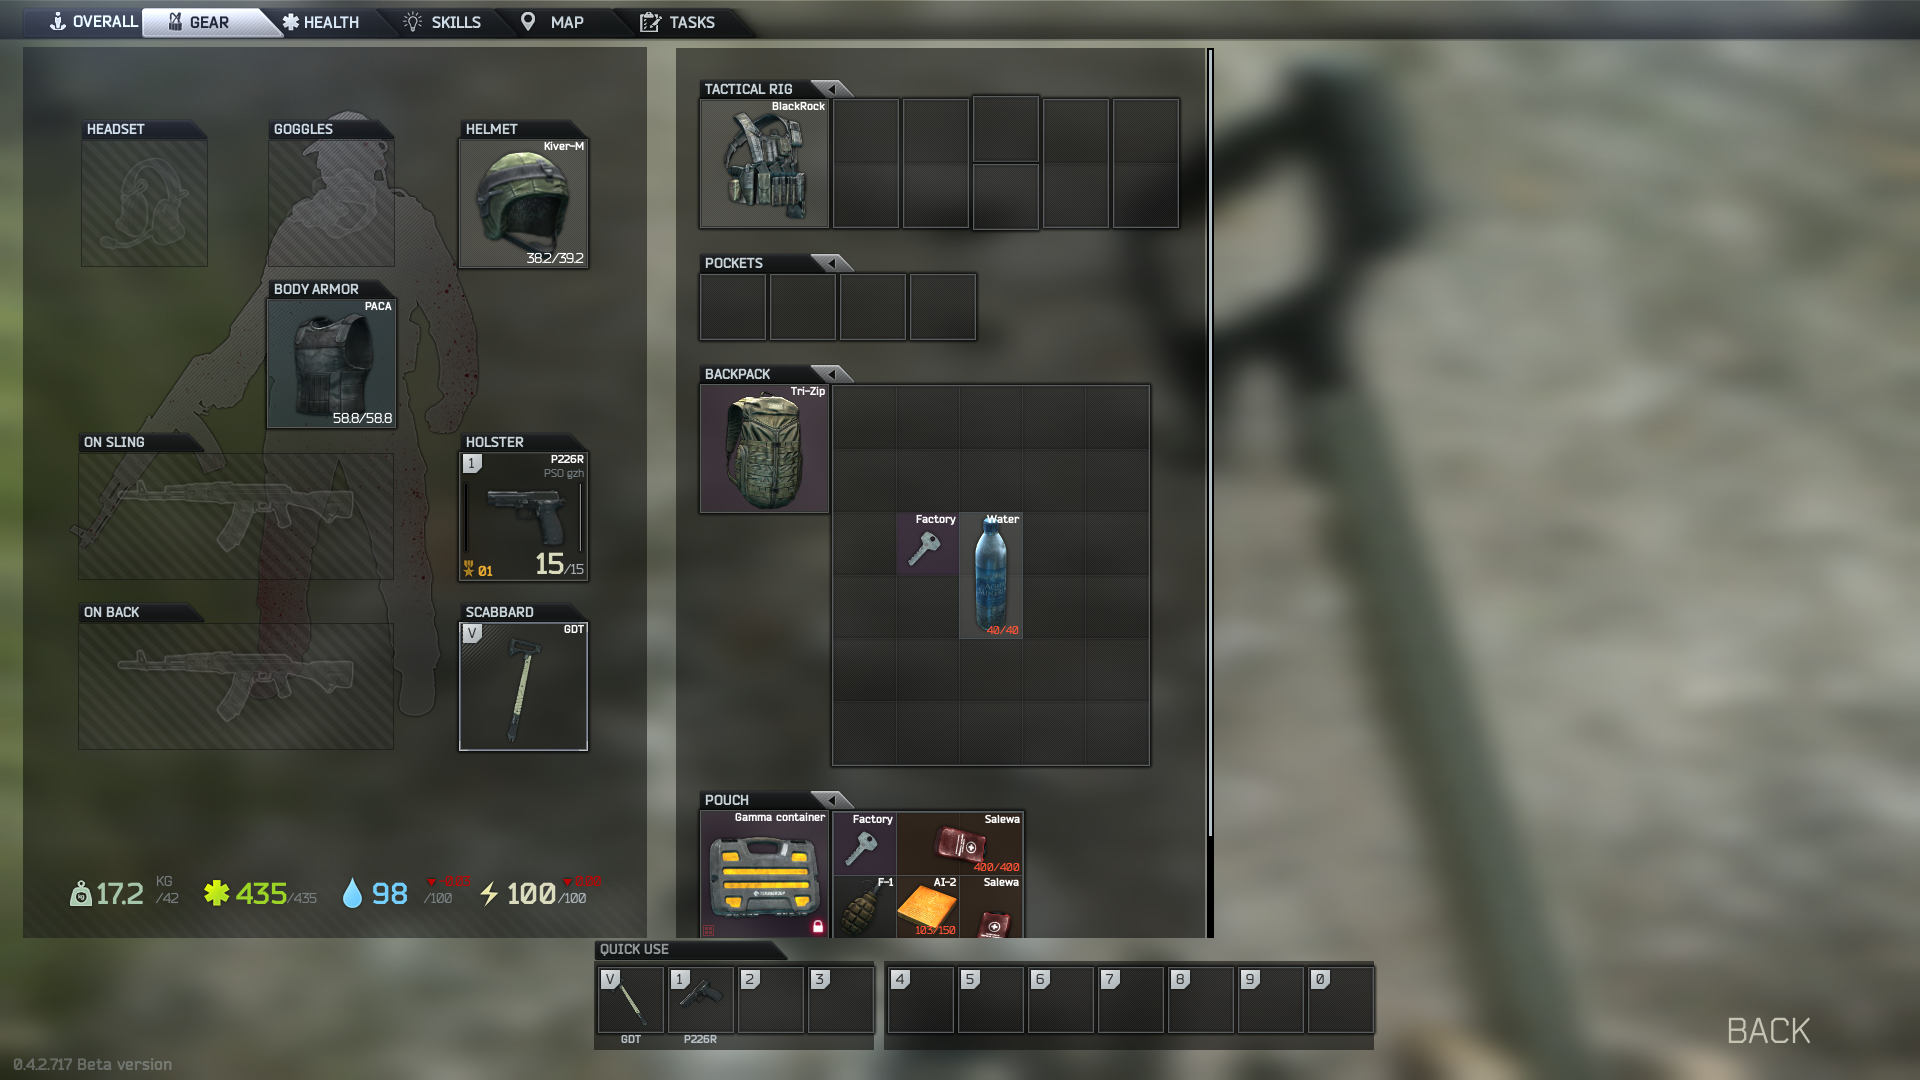 OVERALL
GEAR
HEALTH
SKILLS
MAP
TASKS
HEADSET
GOGGLES
HELMET
Kiver-M
38.2/39.2
BODY ARMOR
PACA
58.8/58.8
ON SLING
HOLSTER
1
P226R
PSO gzh
01
15/15
ON BACK
SCABBARD
V
GDT
17.2 KG /42
435/435
98 /100
100 /100
TACTICAL RIG
BlackRock
POCKETS
BACKPACK
Tri-Zip
Factory
Water
40/40
POUCH
Gamma container
Factory
Salewa
400/400
F-1
AI-2
103/150
Salewa
QUICK USE
V
1
2
3
4
5
6
7
8
9
0
GDT
P226R
BACK
0.4.2.717 Beta version